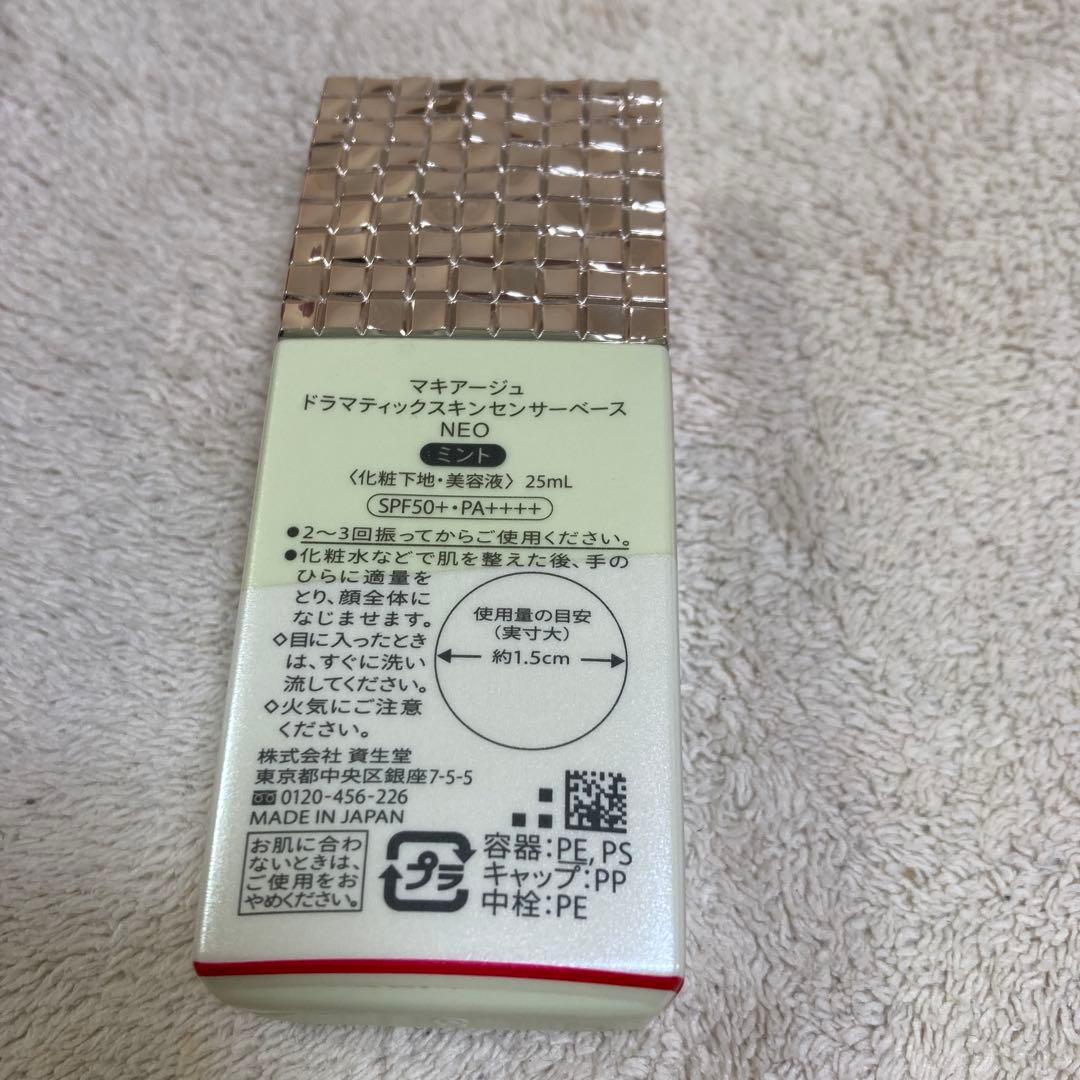 マキアージュ
ドラマティックスキンセンサーベース
NEO
ミント
〈化粧下地・美容液〉 25mL
SPF50+・PA++++
●2〜3回振ってからご使用ください。
●化粧水などで肌を整えた後、手の
ひらに適量を
とり、顔全体に
なじませます。
◇目に入ったとき
は、すぐに洗い
流してください。
◇火気にご注意
ください。
使用量の目安
（実寸大）
約1.5cm
株式会社 資生堂
東京都中央区銀座7-5-5
0120-456-226
MADE IN JAPAN
お肌に合わ
ないときは、
ご使用をお
やめください。
プラ
容器:PE, PS
キャップ:PP
中栓:PE